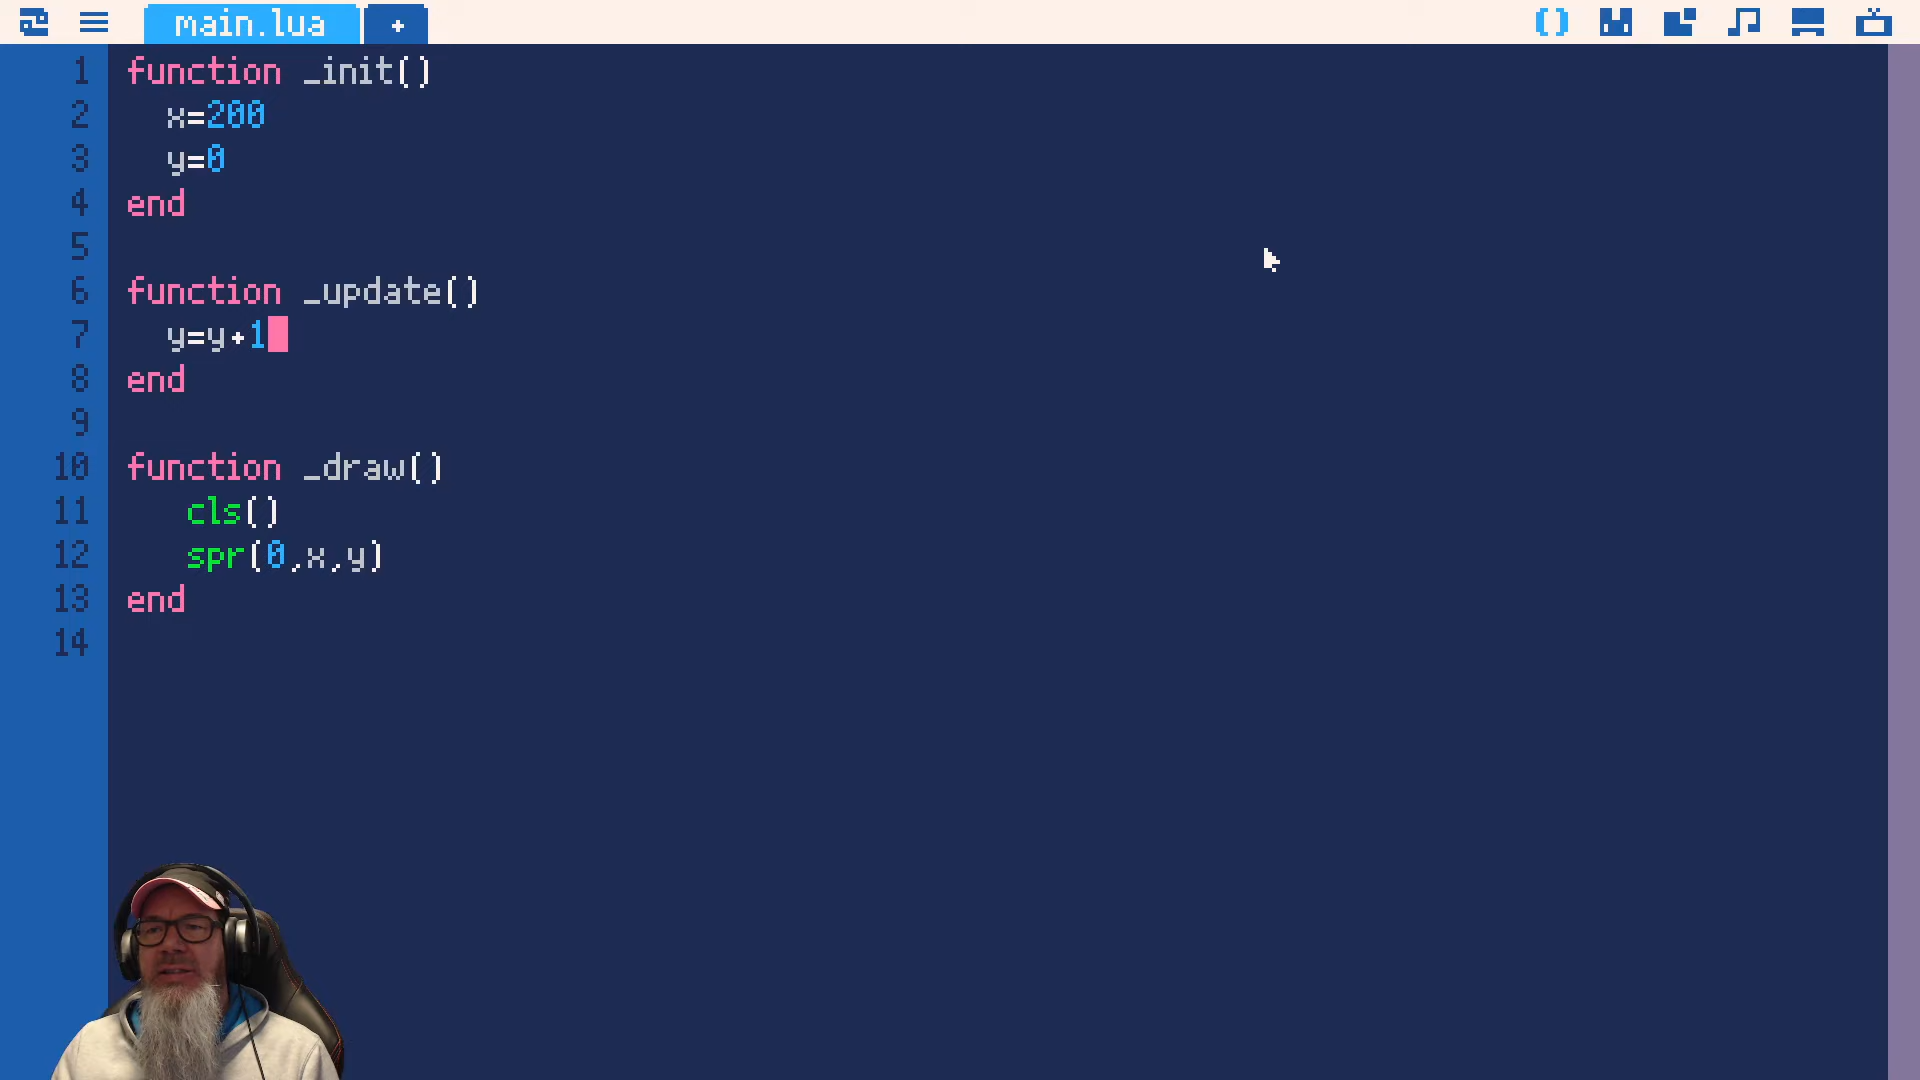 main.lua +
1 function _init()
2   x=200
3   y=0
4 end
5
6 function _update()
7   y=y+1
8 end
9
10 function _draw()
11    cls()
12    spr(0,x,y)
13 end
14